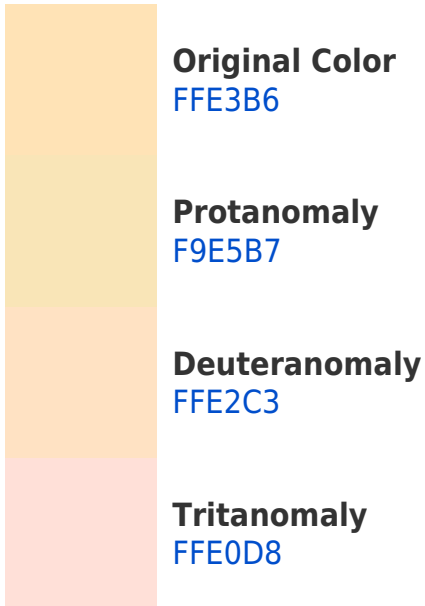 Original Color
FFE3B6
Protanomaly
F9E5B7
Deuteranomaly
FFE2C3
Tritanomaly
FFE0D8